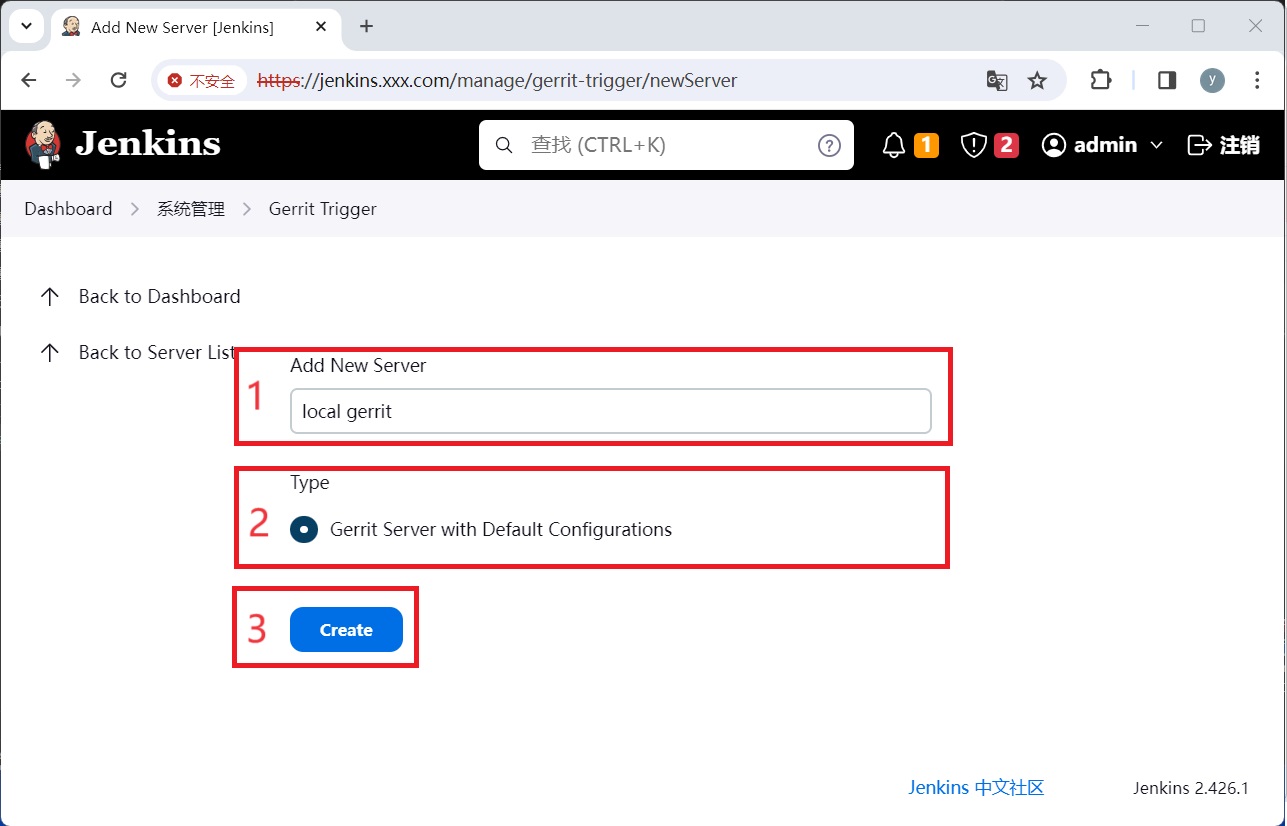 Add New Server [Jenkins]
不安全 https://jenkins.xxx.com/manage/gerrit-trigger/newServer
y
Jenkins
查找 (CTRL+K)
1
2
admin
注销
Dashboard
系统管理
Gerrit Trigger
Back to Dashboard
Back to Server List
1
Add New Server
local gerrit
2
Type
Gerrit Server with Default Configurations
3
Create
Jenkins 中文社区
Jenkins 2.426.1